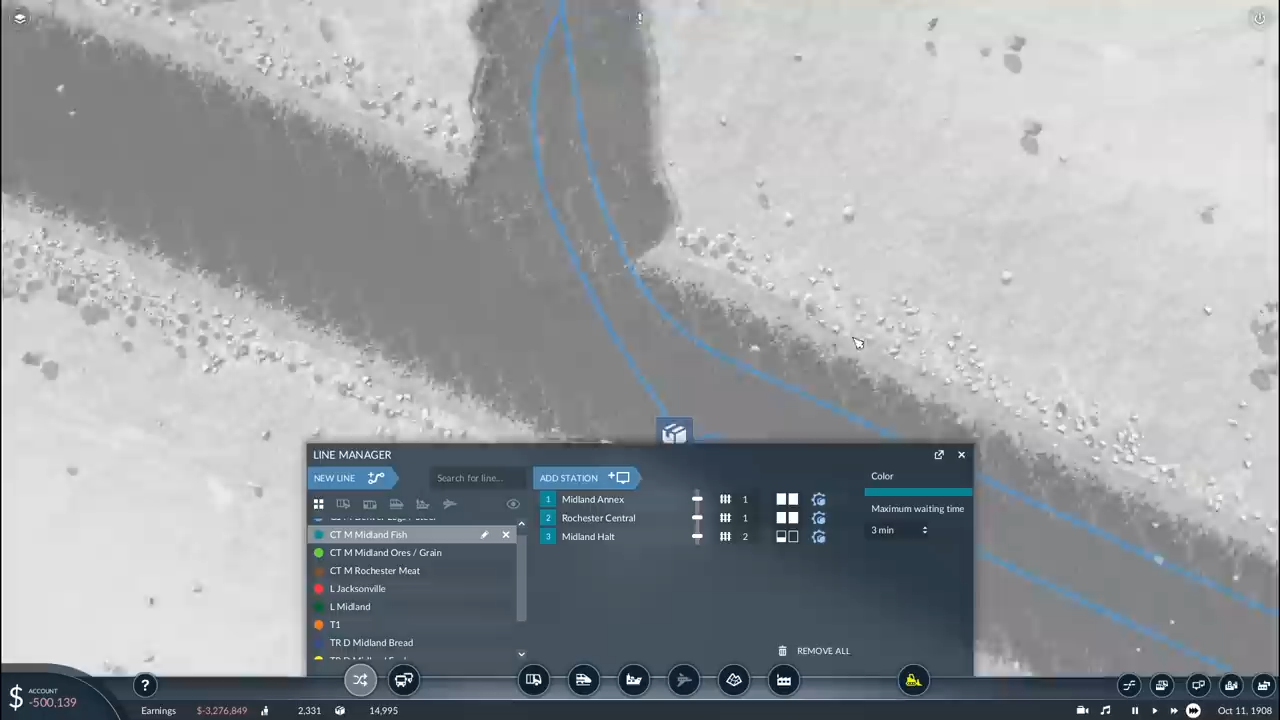 LINE MANAGER
NEW LINE
Search for line...
ADD STATION
Color
1 Midland Annex 1
Maximum waiting time
2 Rochester Central 1
3 min
CT M Midland Fish
3 Midland Halt 2
CT M Midland Ores / Grain
CT M Rochester Meat
L Jacksonville
L Midland
T1
TR D Midland Bread
REMOVE ALL
ACCOUNT
$ -500,139
?
Earnings $-3,276,849 2,331 14,995
Oct 11, 1908